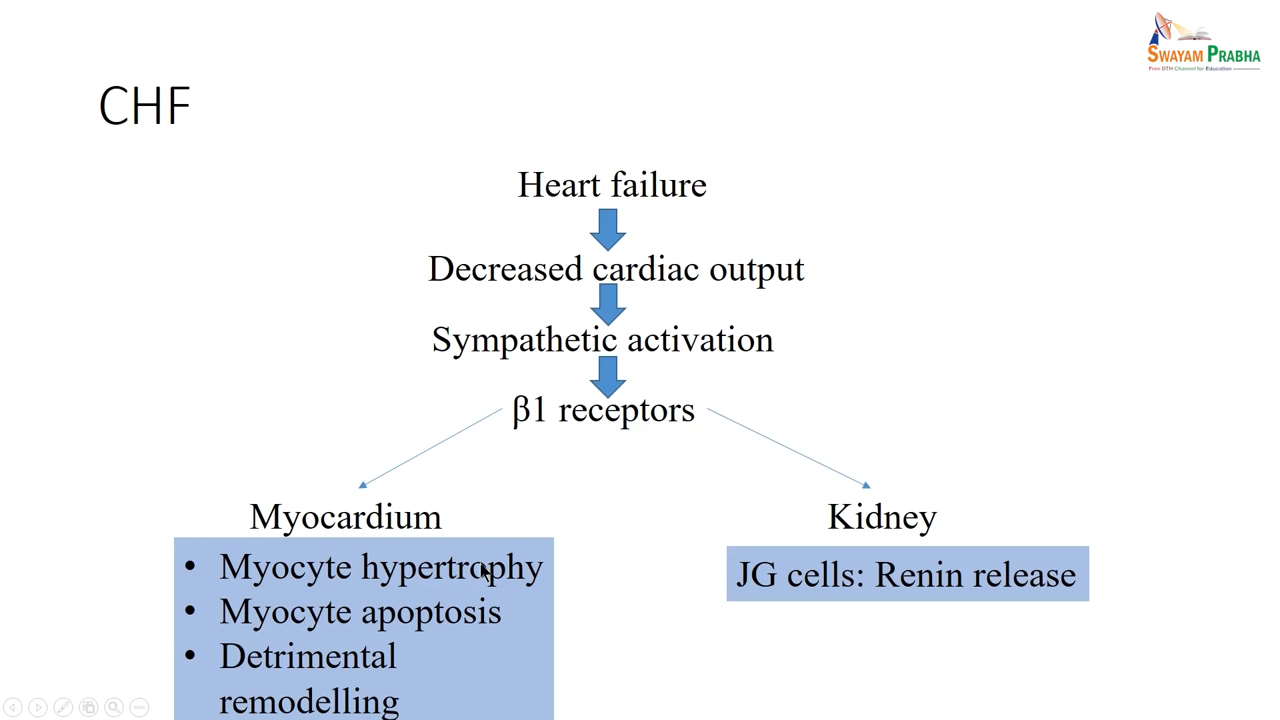 SWAYAM PRABHA
Free DTH Channel for Education
CHF
Heart failure
Decreased cardiac output
Sympathetic activation
β1 receptors
Myocardium
Kidney
• Myocyte hypertrophy
• Myocyte apoptosis
• Detrimental
remodelling
JG cells: Renin release